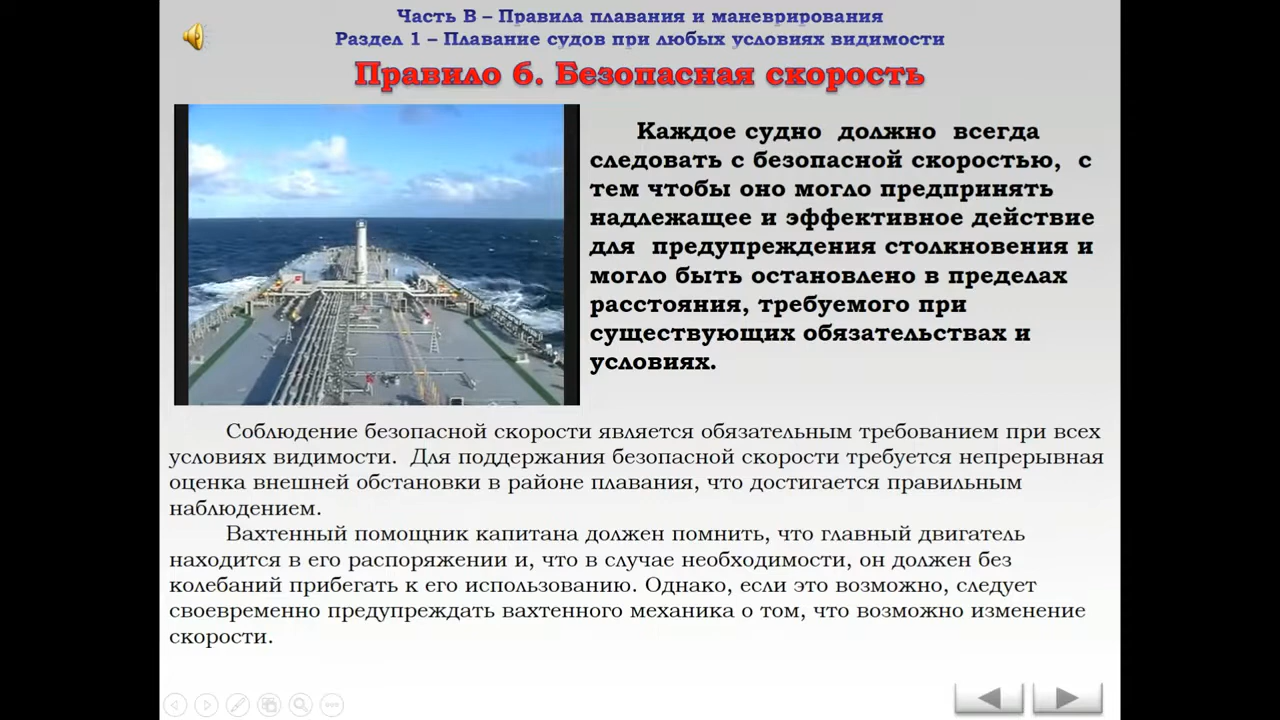 Часть В – Правила плавания и маневрирования
Раздел 1 – Плавание судов при любых условиях видимости
Правило 6. Безопасная скорость
Каждое судно должно всегда
следовать с безопасной скоростью, с
тем чтобы оно могло предпринять
надлежащее и эффективное действие
для предупреждения столкновения и
могло быть остановлено в пределах
расстояния, требуемого при
существующих обязательствах и
условиях.
Соблюдение безопасной скорости является обязательным требованием при всех
условиях видимости. Для поддержания безопасной скорости требуется непрерывная
оценка внешней обстановки в районе плавания, что достигается правильным
наблюдением.
Вахтенный помощник капитана должен помнить, что главный двигатель
находится в его распоряжении и, что в случае необходимости, он должен без
колебаний прибегать к его использованию. Однако, если это возможно, следует
своевременно предупреждать вахтенного механика о том, что возможно изменение
скорости.